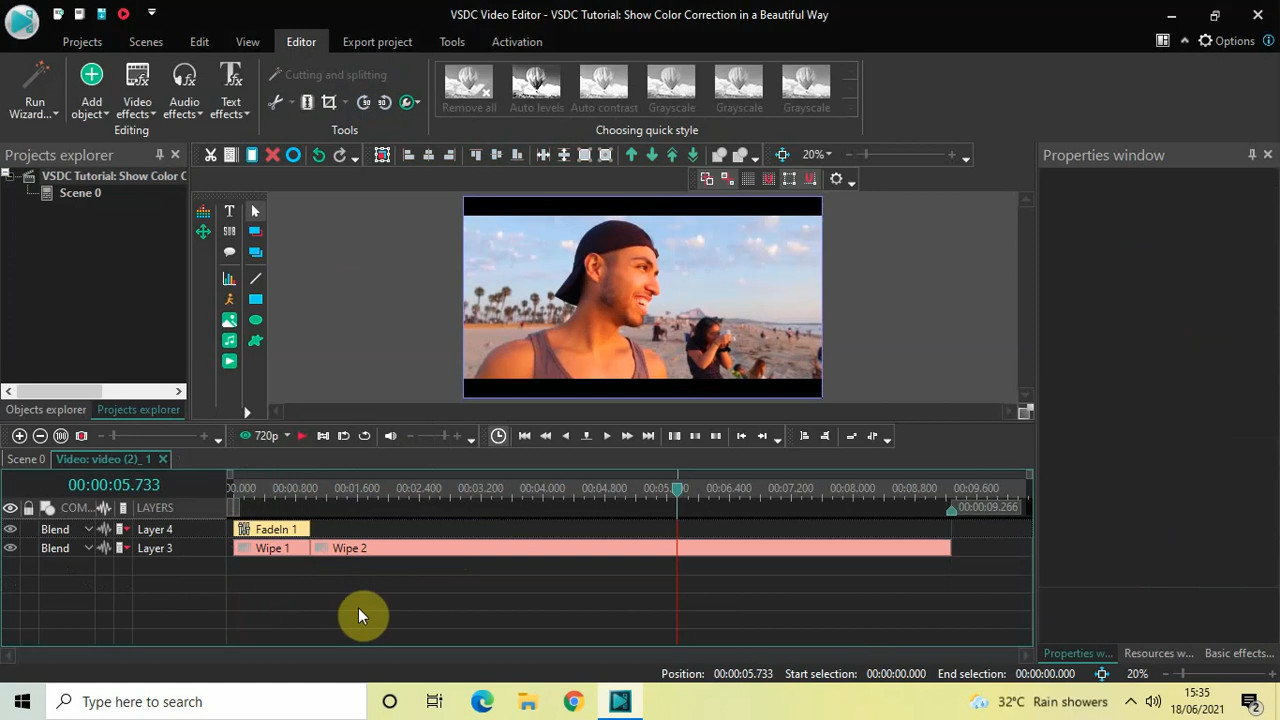 VSDC Video Editor - VSDC Tutorial: Show Color Correction in a Beautiful Way
Projects Scenes Edit View Editor Export project Tools Activation Options
Run Wizard...
Add object
Video effects
Audio effects
Text effects
Editing
Cutting and splitting
Tools
Remove all Auto levels Auto contrast Grayscale Grayscale Grayscale
Choosing quick style
Projects explorer
VSDC Tutorial: Show Color C
Scene 0
20%
Properties window
Objects explorer Projects explorer
720p
Scene 0 Video: video (2)_ 1
00:00:05.733
0.000 00:00.800 00:01.600 00:02.400 00:03.200 00:04.000 00:04.800 00:05. 00:06.400 00:07.200 00:08.000 00:08.800 00:09.600
COM... LAYERS
00:00:09.266
Blend Layer 4 FadeIn 1
Blend Layer 3 Wipe 1 Wipe 2
Properties w... Resources w... Basic effects...
Position: 00:00:05.733 Start selection: 00:00:00.000 End selection: 00:00:00.000 20%
Type here to search
32°C Rain showers
15:35
18/06/2021
2